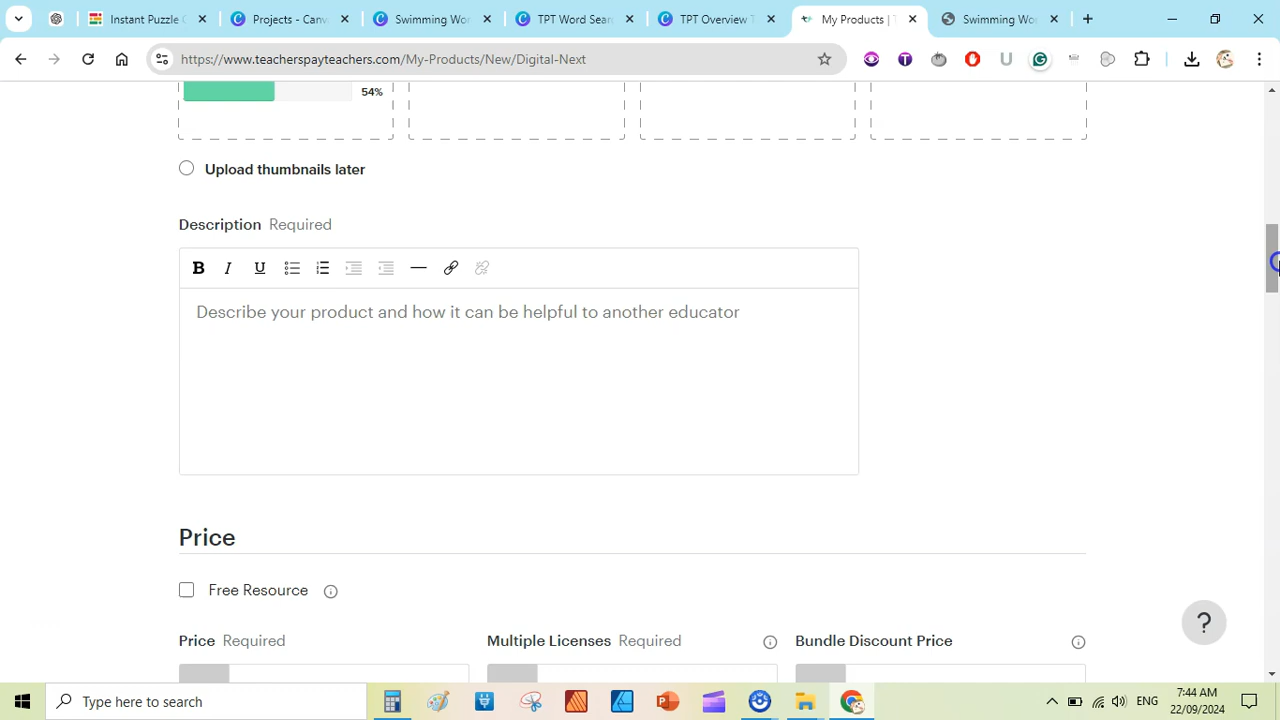 Instant Puzzle G
Projects - Canv
Swimming Wor
TPT Word Sear
TPT Overview T
My Products | T
Swimming Wo
https://www.teacherspayteachers.com/My-Products/New/Digital-Next
54%
Upload thumbnails later
Description Required
B I U
Describe your product and how it can be helpful to another educator
Price
Free Resource
Price Required
Multiple Licenses Required
Bundle Discount Price
?
Type here to search
ENG
7:44 AM
22/09/2024